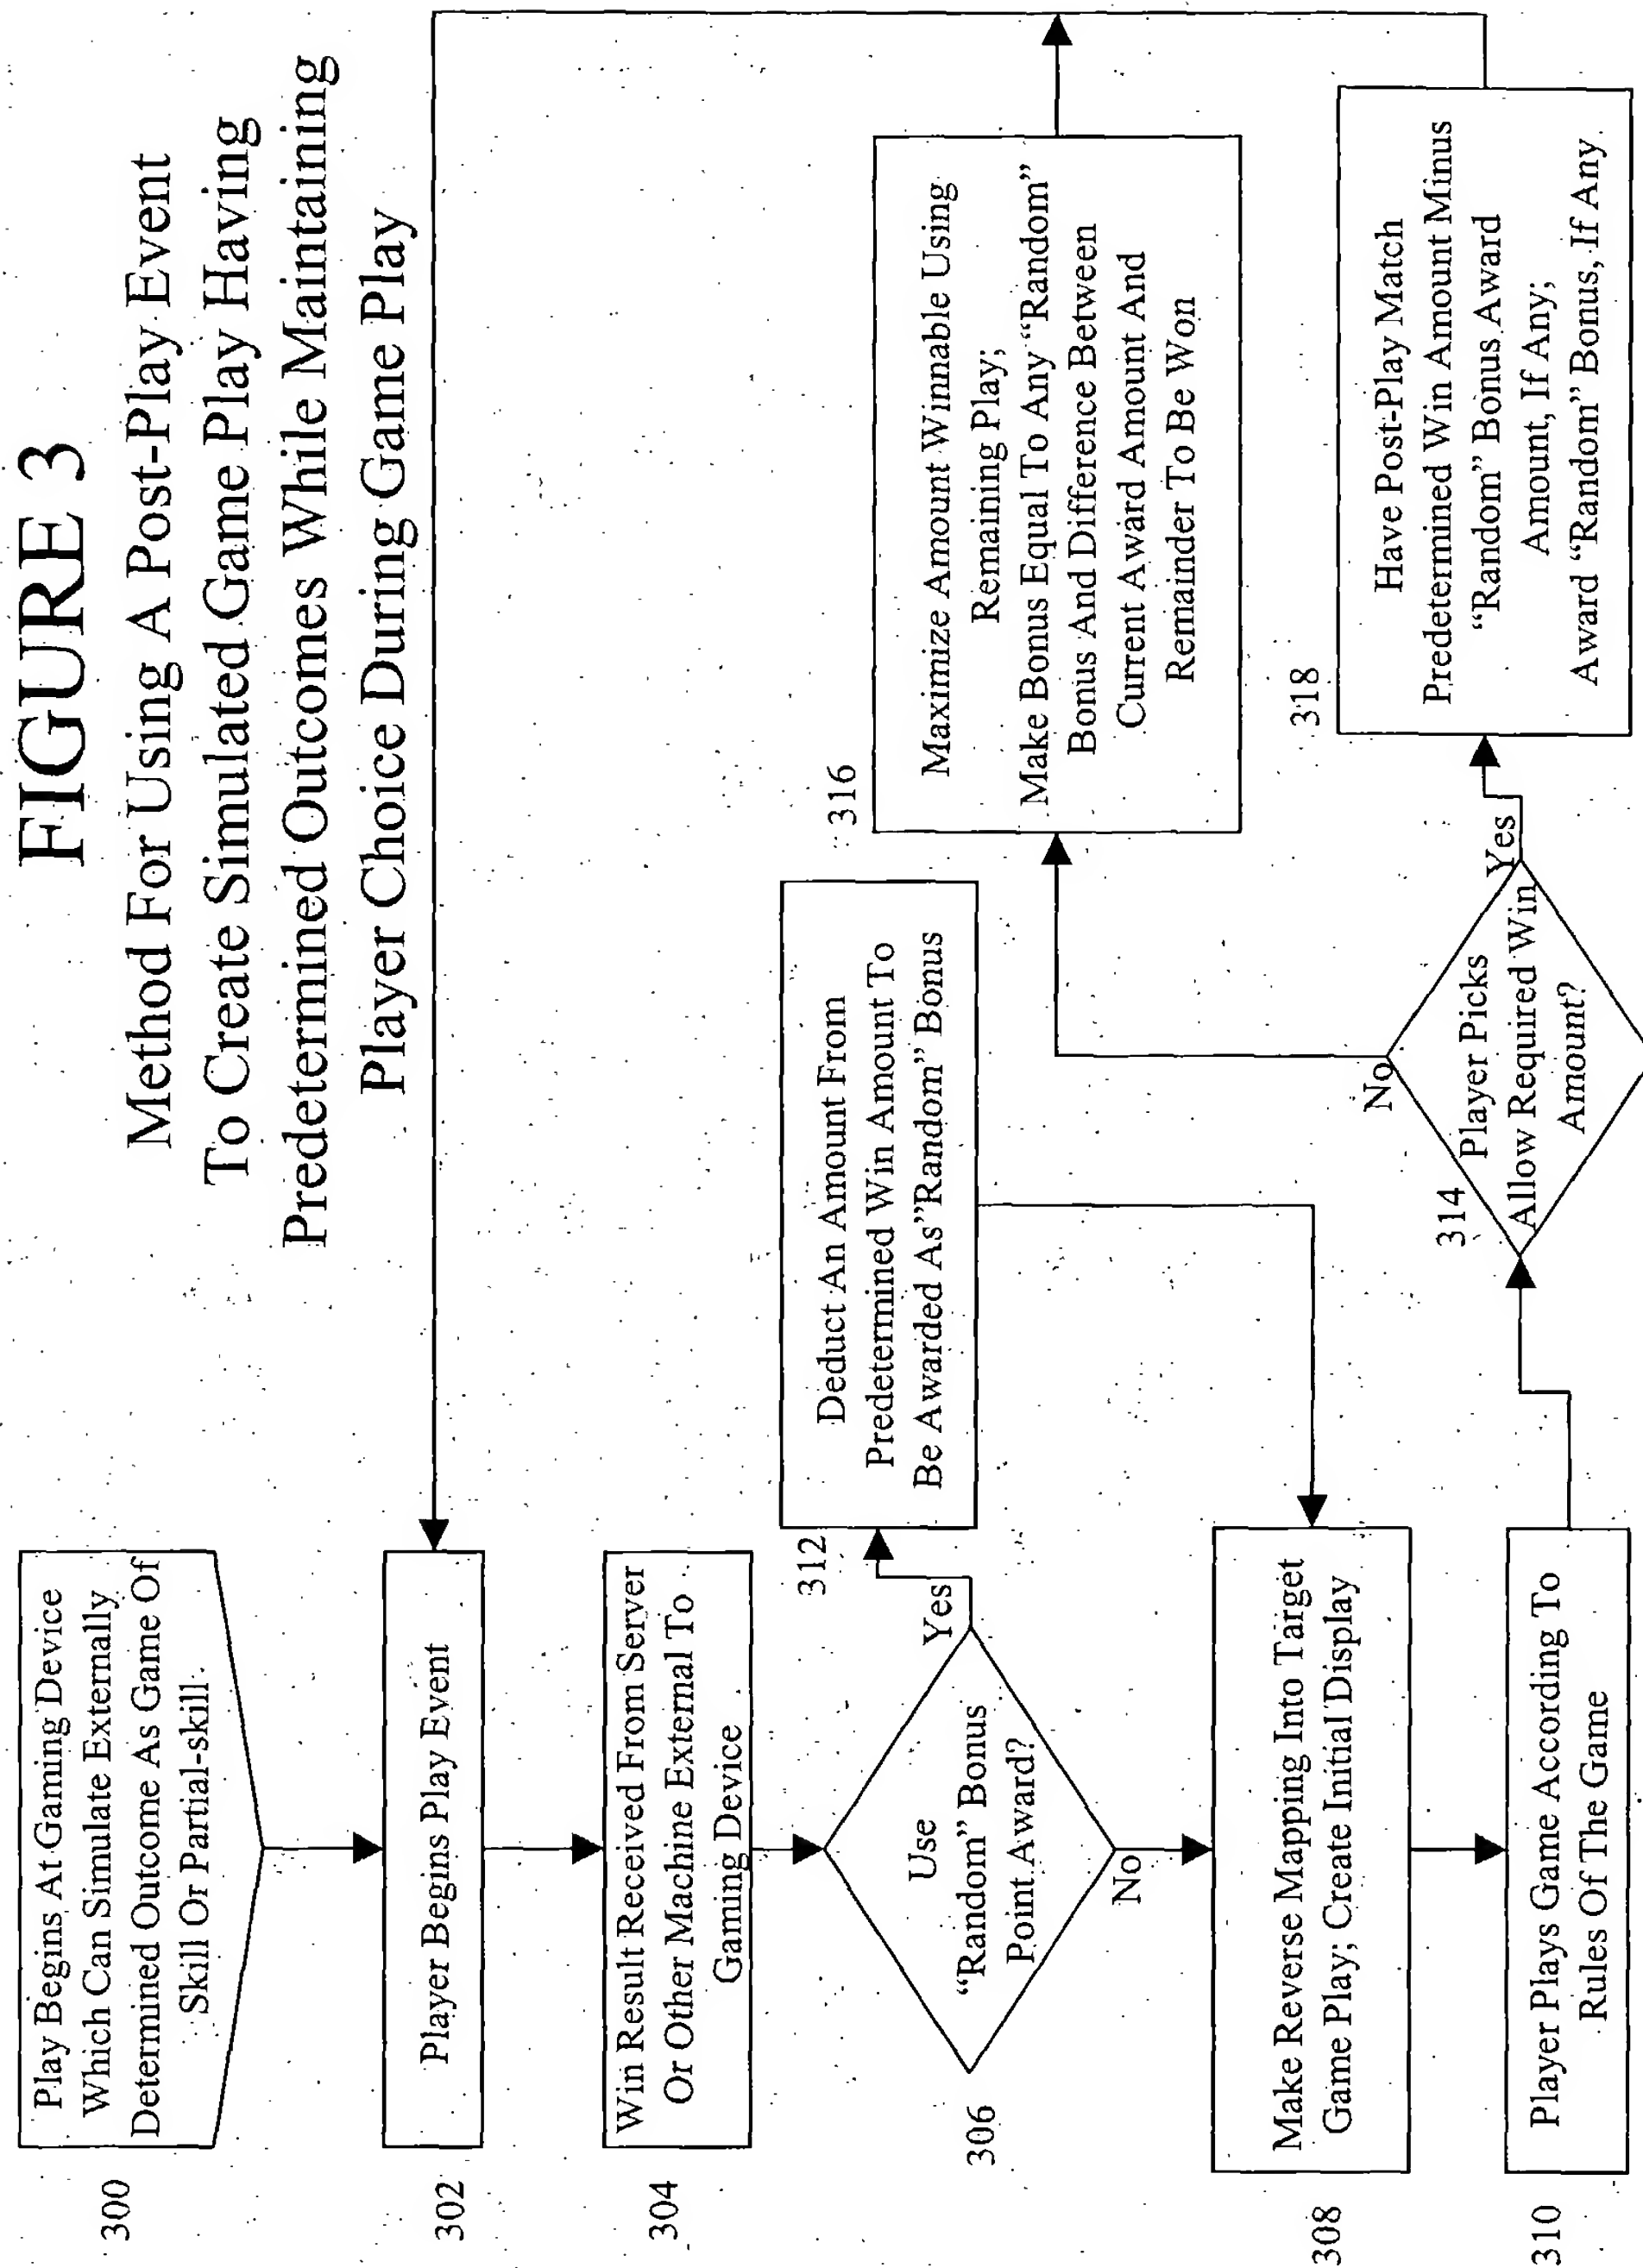 FIGURE 3
Method For Using A Post-Play Event
To Create Simulated Game Play Having
Predetermined Outcomes While Maintaining
Player Choice During Game Play
300
Play Begins At Gaming Device
Which Can Simulate Externally
Determined Outcome As Game Of
Skill Or Partial-skill
302
Player Begins Play Event
304
Win Result Received From Server
Or Other Machine External To
Gaming Device
306
Use
“Random” Bonus
Point Award?
Yes
No
312
Deduct An Amount From
Predetermined Win Amount To
Be Awarded As”Random” Bonus
308
Make Reverse Mapping Into Target
Game Play; Create Initial Display
310
Player Plays Game According To
Rules Of The Game
314
Player Picks
Allow Required Win
Amount?
No
Yes
316
Maximize Amount Winnable Using
Remaining Play;
Make Bonus Equal To Any “Random”
Bonus And Difference Between
Current Award Amount And
Remainder To Be Won
318
Have Post-Play Match
Predetermined Win Amount Minus
“Random” Bonus Award
Amount, If Any;
Award “Random” Bonus, If Any